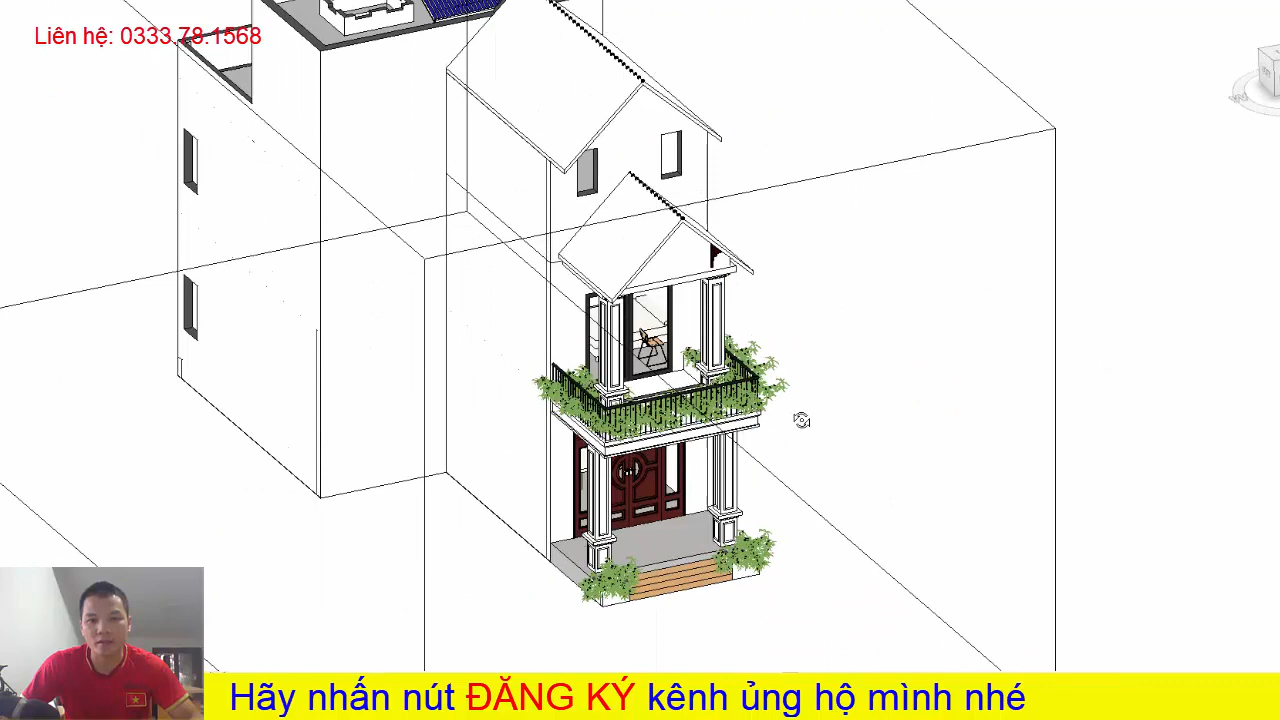 Liên hệ: 0333.78.1568
Hãy nhấn nút ĐĂNG KÝ kênh ủng hộ mình nhé